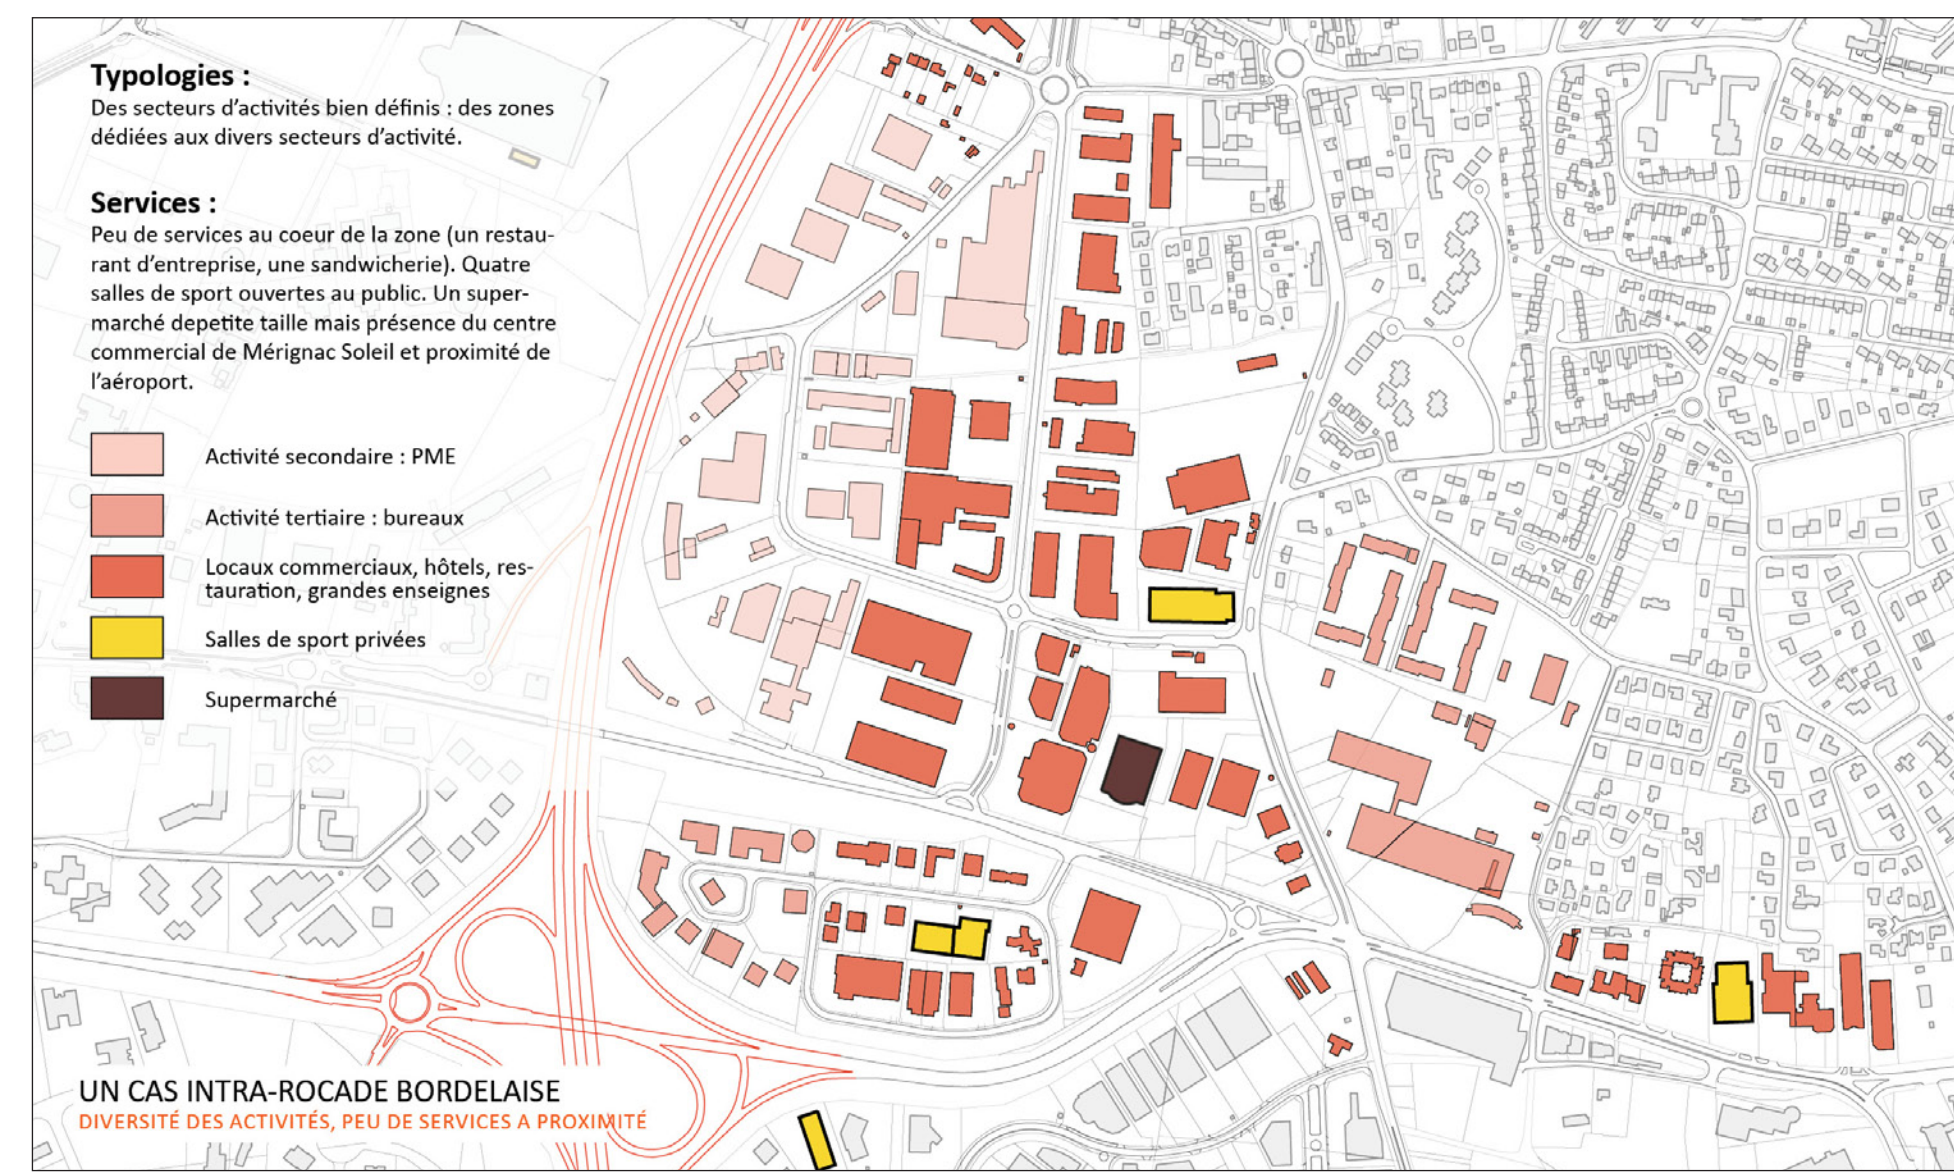 Typologies :
Des secteurs d'activités bien définis : des zones
dédiées aux divers secteurs d'activité.
Services :
Peu de services au coeur de la zone (un restau-
rant d'entreprise, une sandwicherie). Quatre
salles de sport ouvertes au public. Un super-
marché depetite taille mais présence du centre
commercial de Mérignac Soleil et proximité de
l'aéroport.
Activité secondaire : PME
Activité tertiaire : bureaux
Locaux commerciaux, hôtels, res-
tauration, grandes enseignes
Salles de sport privées
Supermarché
UN CAS INTRA-ROCADE BORDELAISE
DIVERSITÉ DES ACTIVITÉS, PEU DE SERVICES A PROXIMITÉ